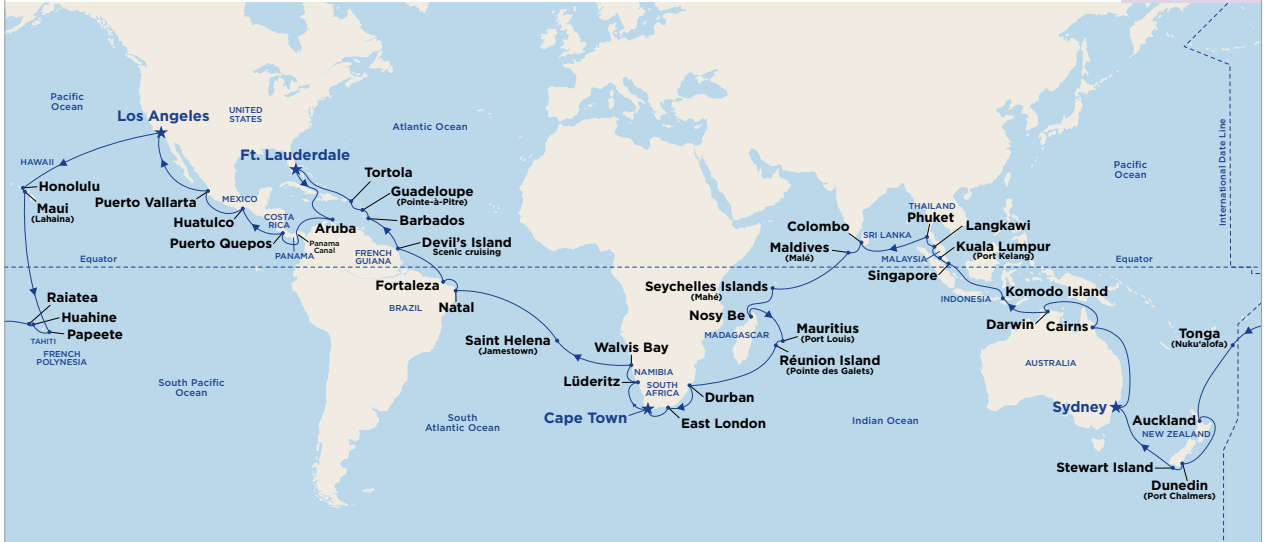 Pacific
Ocean
Los Angeles
UNITED
STATES
Atlantic Ocean
HAWAII
Honolulu
Maui
(Lahaina)
Ft. Lauderdale
Puerto Vallarta
MEXICO
Huatulco
COSTA
RICA
Puerto Quepos
PANAMA
Panama
Canal
Aruba
Tortola
Guadeloupe
(Pointe-à-Pitre)
Barbados
Devil's Island
Scenic cruising
FRENCH
GUIANA
Equator
Fortaleza
BRAZIL
Natal
Raiatea
Huahine
Papeete
TAHITI
FRENCH
POLYNESIA
South Pacific
Ocean
Saint Helena
(Jamestown)
South
Atlantic Ocean
Walvis Bay
NAMIBIA
Lüderitz
SOUTH
AFRICA
Cape Town
Durban
East London
Seychelles Islands
(Mahé)
Nosy Be
MADAGASCAR
Mauritius
(Port Louis)
Réunion Island
(Pointe des Galets)
Indian Ocean
Colombo
SRI LANKA
Maldives
(Malé)
THAILAND
Phuket
Langkawi
Kuala Lumpur
(Port Kelang)
MALAYSIA
Singapore
INDONESIA
Komodo Island
Darwin
Cairns
AUSTRALIA
Sydney
Pacific
Ocean
International Date Line
Equator
Tonga
(Nuku'alofa)
Auckland
NEW ZEALAND
Stewart Island
Dunedin
(Port Chalmers)